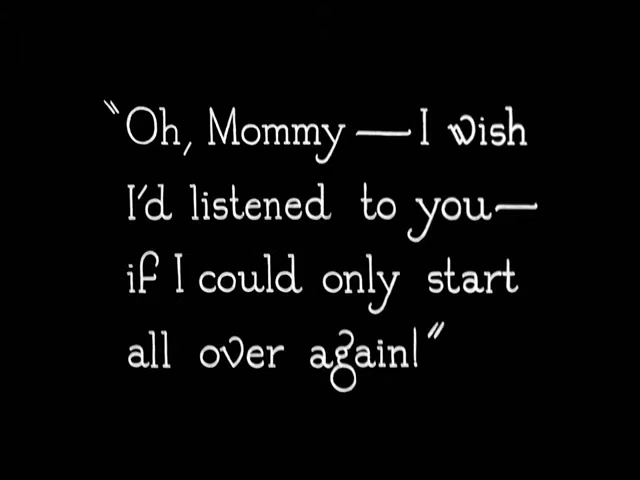 "Oh, Mommy — I wish
I'd listened to you —
if I could only start
all over again!"